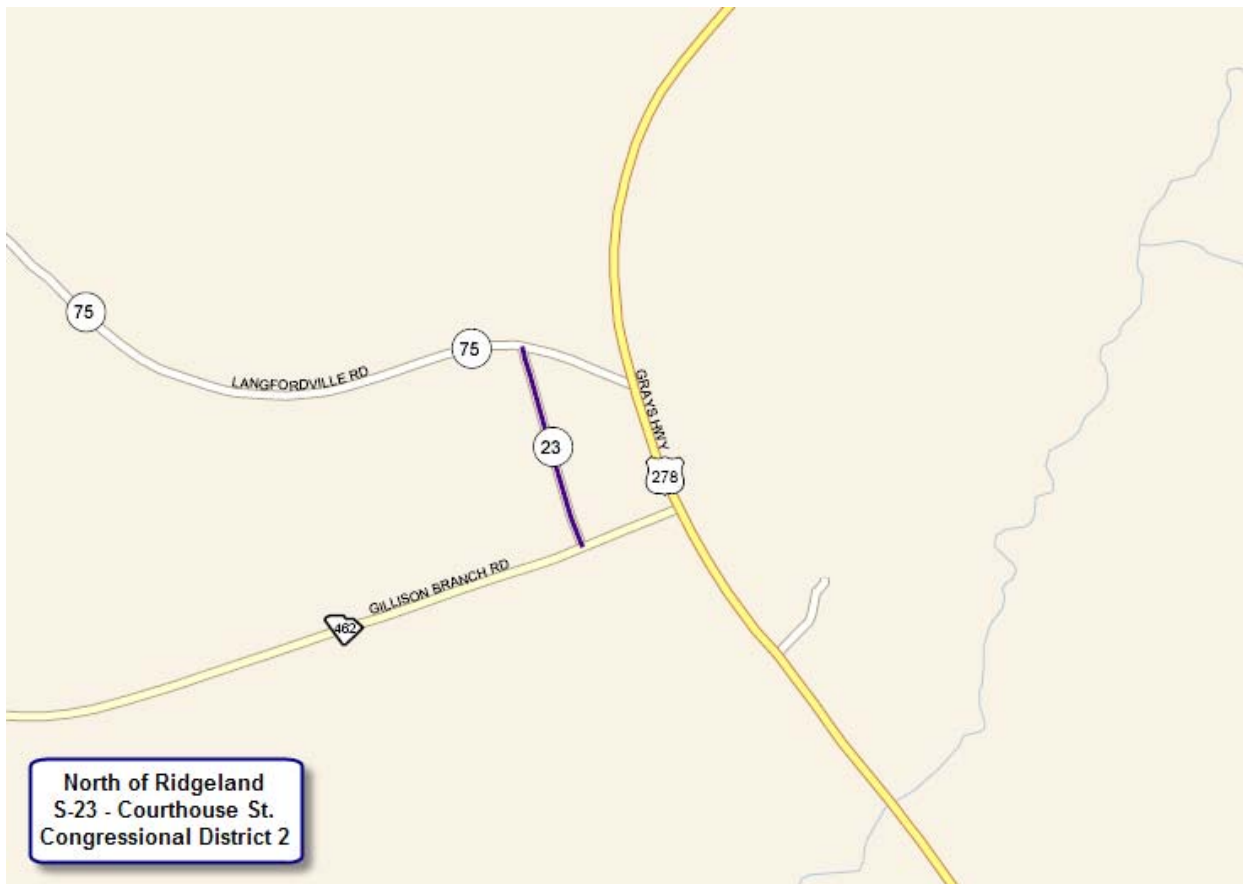 75
75
LANGFORDVILLE RD
GRAYS HWY
23
278
GILLISON BRANCH RD
462
North of Ridgeland
S-23 - Courthouse St.
Congressional District 2